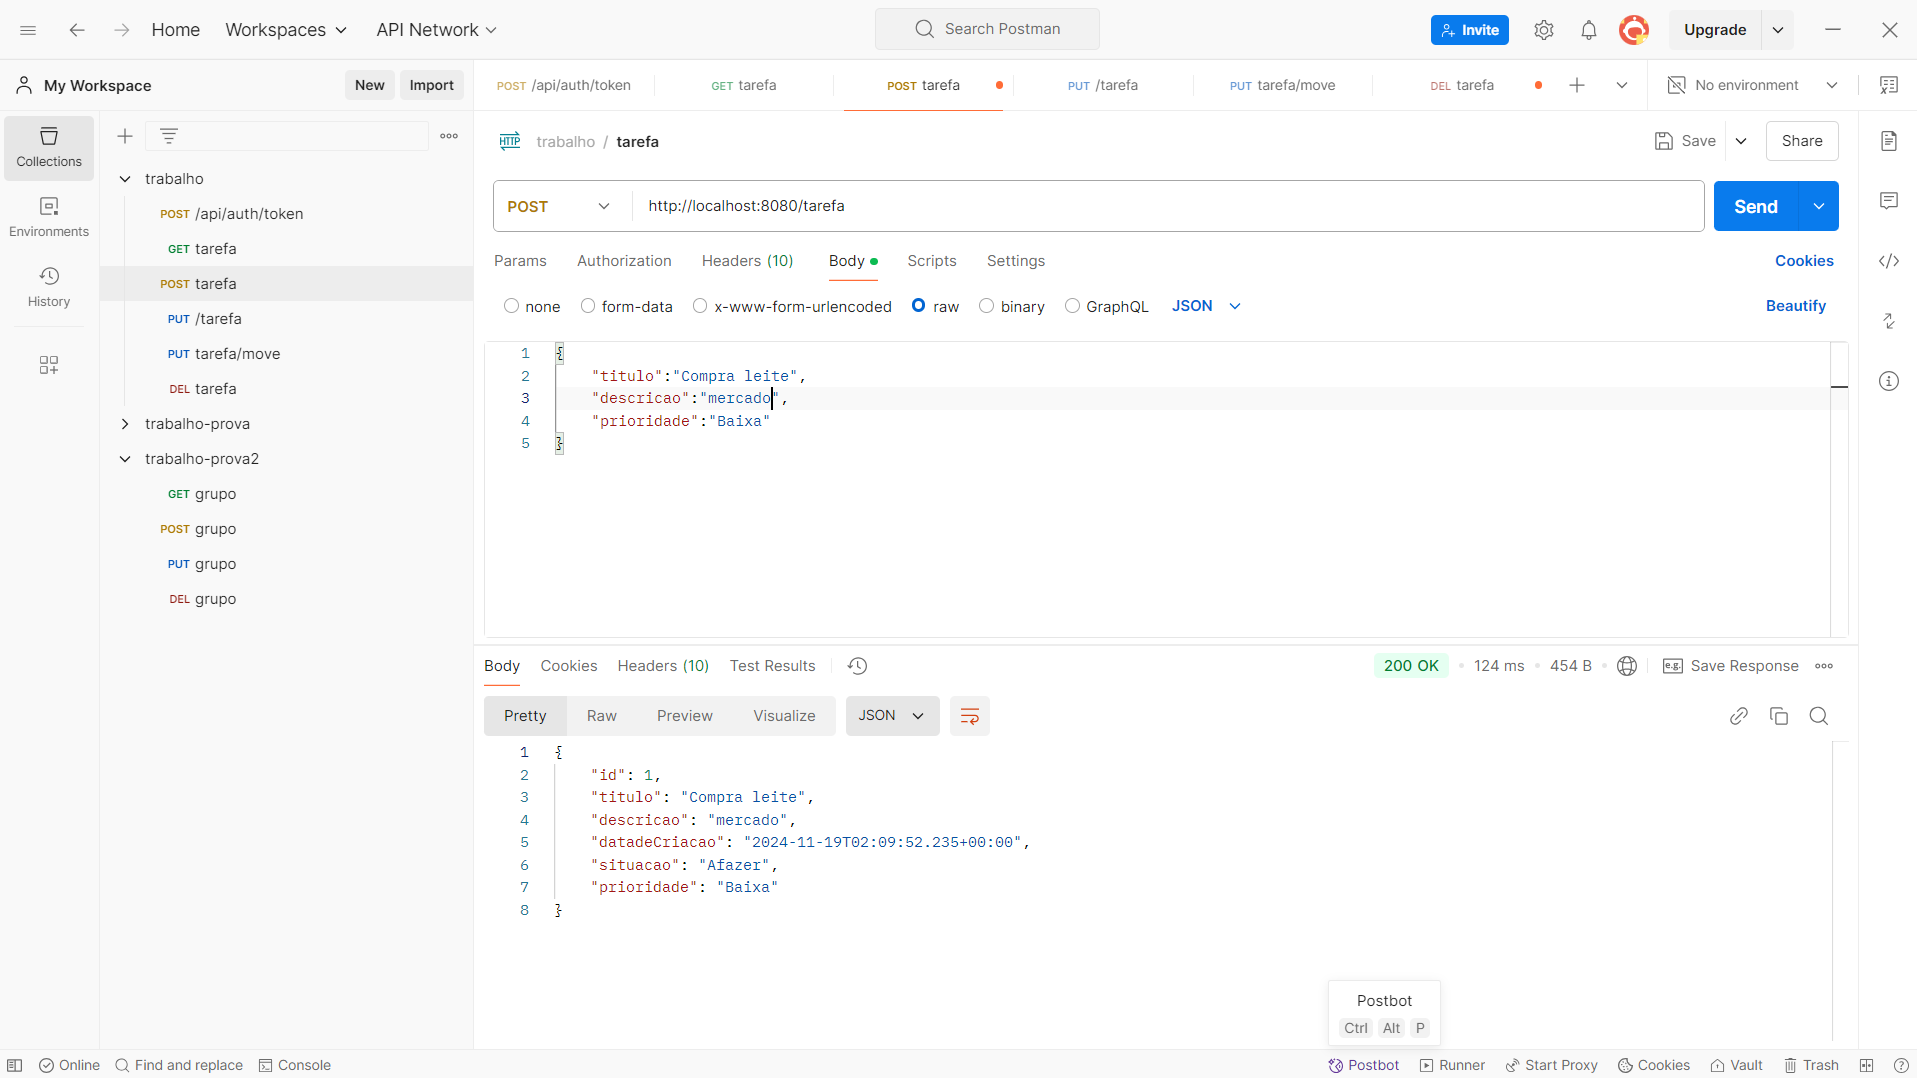 Home Workspaces API Network Search Postman Invite Upgrade
My Workspace New Import POST /api/auth/token GET tarefa POST tarefa PUT /tarefa PUT tarefa/move DEL tarefa No environment
Collections
Environments
History
trabalho
POST /api/auth/token
GET tarefa
POST tarefa
PUT /tarefa
PUT tarefa/move
DEL tarefa
trabalho-prova
trabalho-prova2
GET grupo
POST grupo
PUT grupo
DEL grupo
HTTP trabalho / tarefa Save Share
POST http://localhost:8080/tarefa Send
Params Authorization Headers (10) Body Scripts Settings Cookies
none form-data x-www-form-urlencoded raw binary GraphQL JSON Beautify
1 {
2 "titulo":"Compra leite",
3 "descricao":"mercado",
4 "prioridade":"Baixa"
5 }
Body Cookies Headers (10) Test Results 200 OK 124 ms 454 B e.g. Save Response
Pretty Raw Preview Visualize JSON
1 {
2 "id": 1,
3 "titulo": "Compra leite",
4 "descricao": "mercado",
5 "datadeCriacao": "2024-11-19T02:09:52.235+00:00",
6 "situacao": "Afazer",
7 "prioridade": "Baixa"
8 }
Postbot
Ctrl Alt P
Online Find and replace Console Postbot Runner Start Proxy Cookies Vault Trash